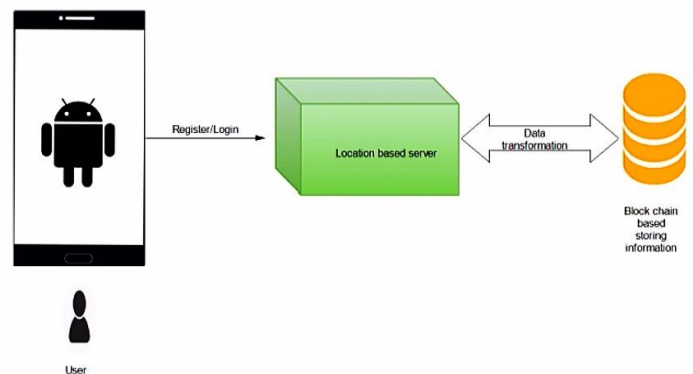 Register/Login
Location based server
Data
transformation
Block chain
based
storing
information
User